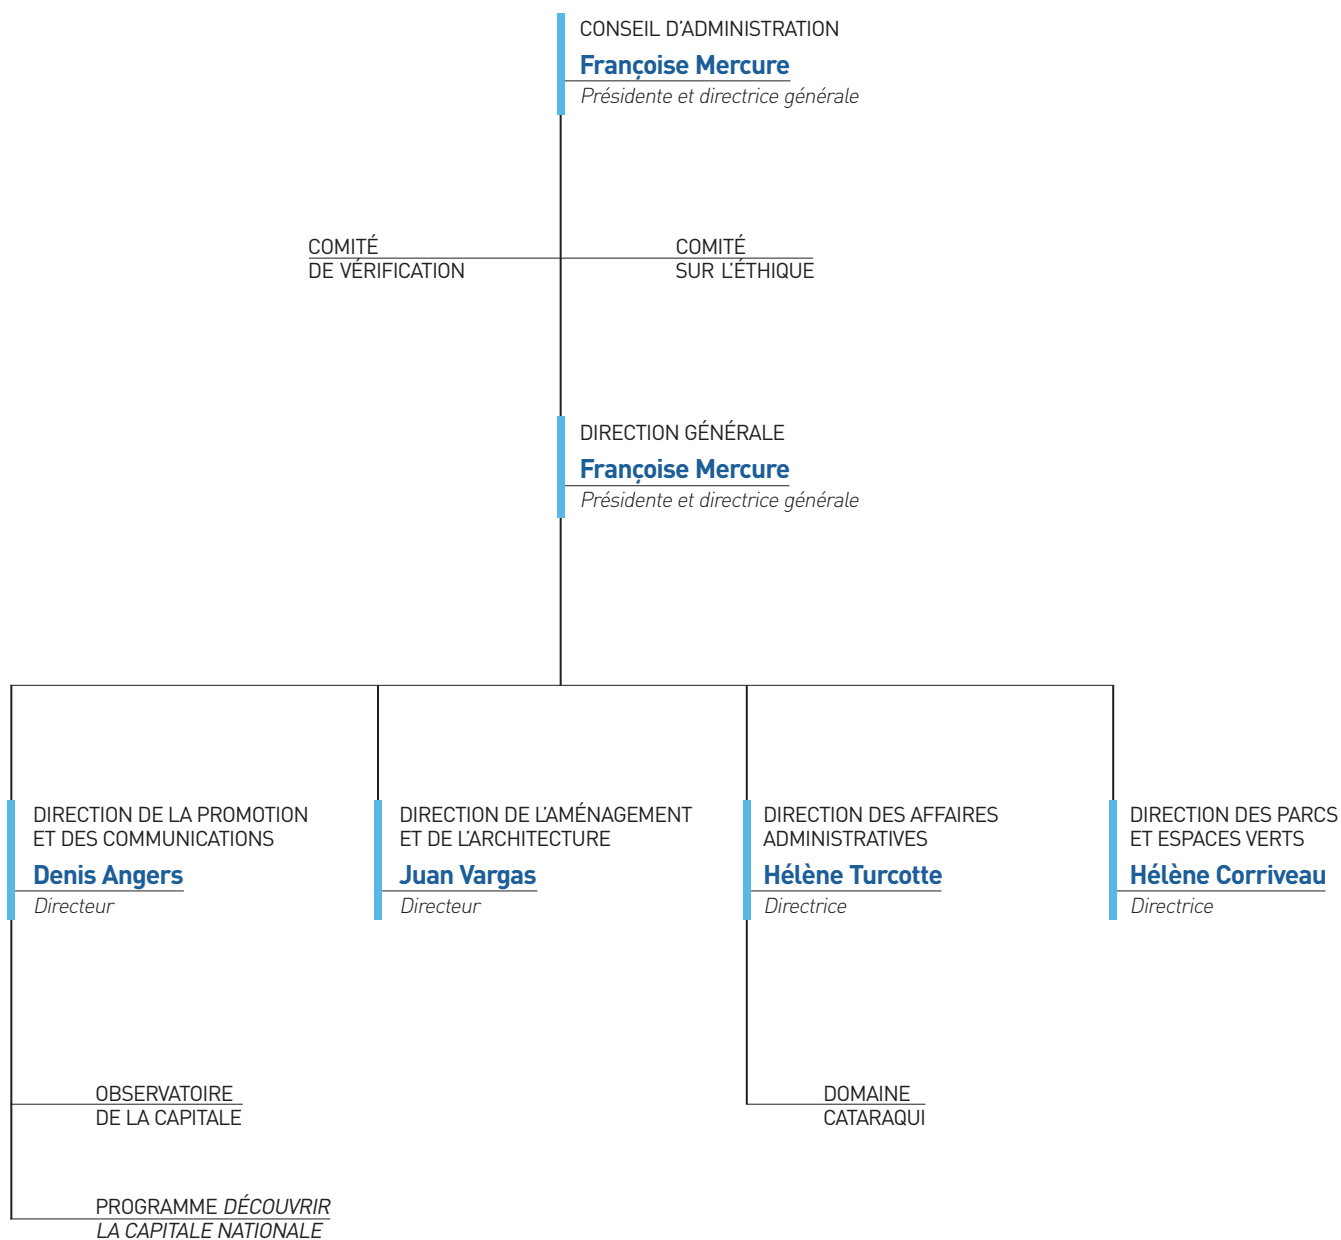 CONSEIL D'ADMINISTRATION
Françoise Mercure
Présidente et directrice générale
COMITÉ
DE VÉRIFICATION
COMITÉ
SUR L'ÉTHIQUE
DIRECTION GÉNÉRALE
Françoise Mercure
Présidente et directrice générale
DIRECTION DE LA PROMOTION
ET DES COMMUNICATIONS
Denis Angers
Directeur
DIRECTION DE L'AMÉNAGEMENT
ET DE L'ARCHITECTURE
Juan Vargas
Directeur
DIRECTION DES AFFAIRES
ADMINISTRATIVES
Hélène Turcotte
Directrice
DIRECTION DES PARCS
ET ESPACES VERTS
Hélène Corriveau
Directrice
OBSERVATOIRE
DE LA CAPITALE
DOMAINE
CATARAQUI
PROGRAMME DÉCOUVRIR
LA CAPITALE NATIONALE